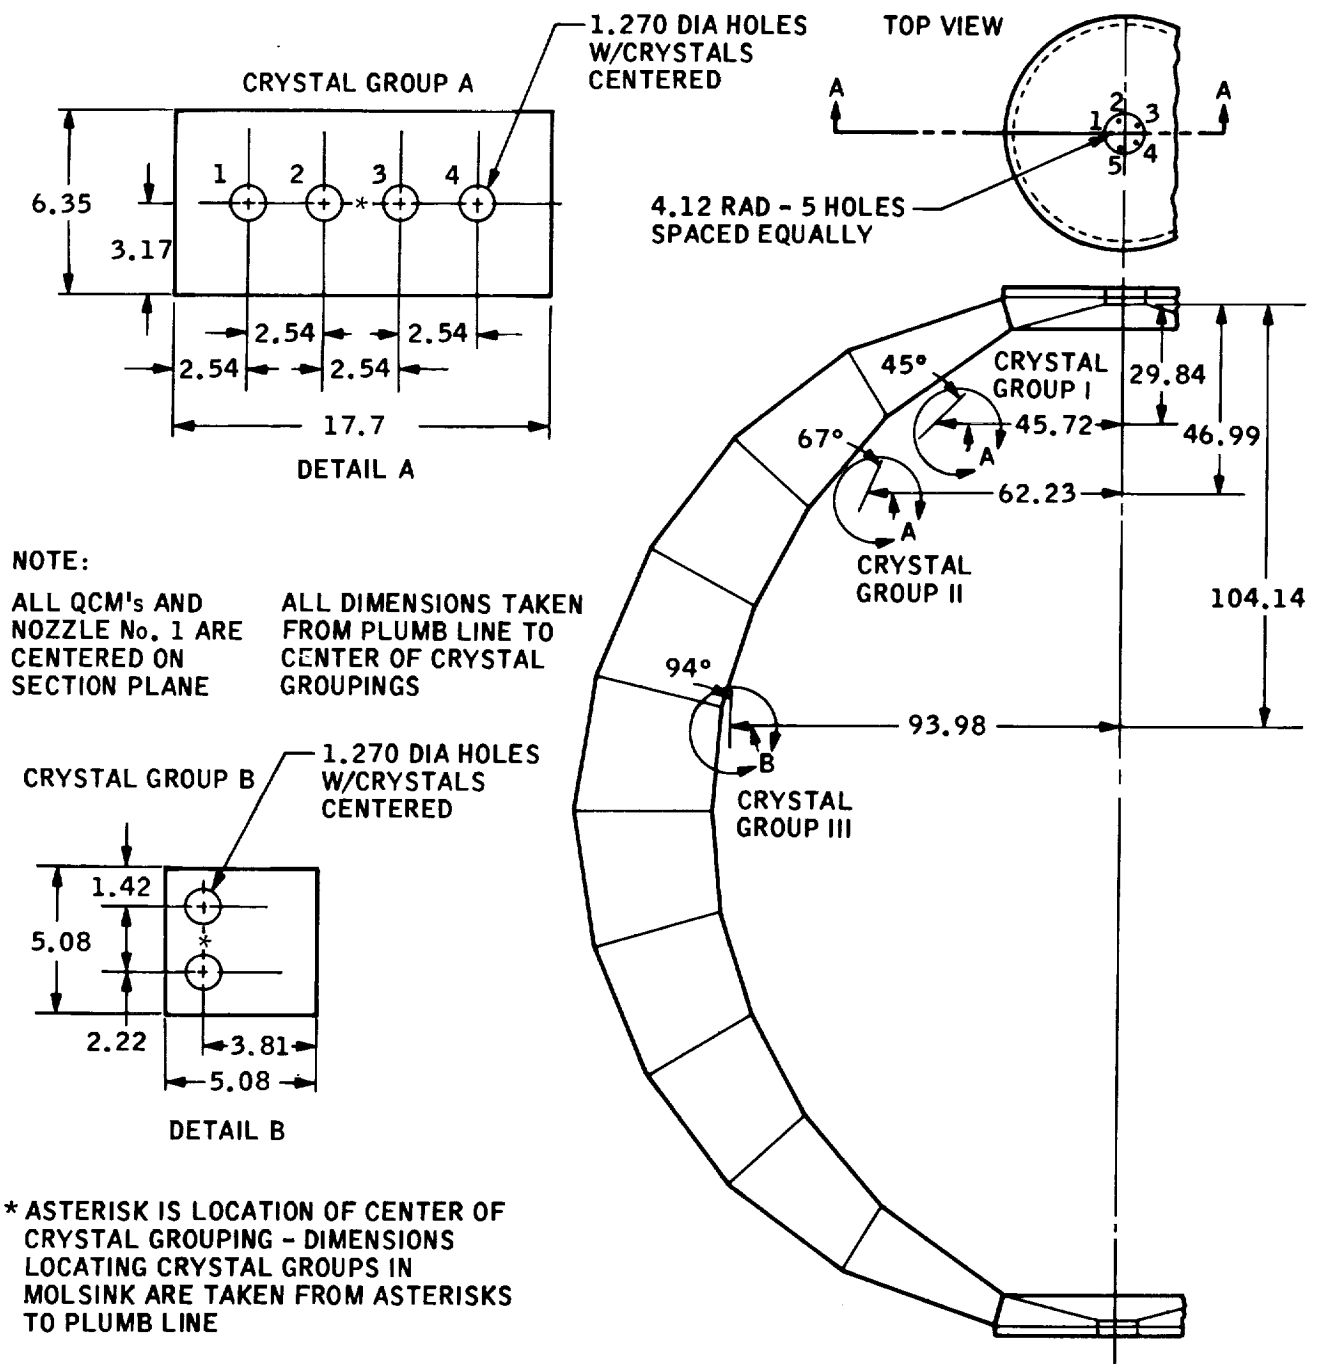 1.270 DIA HOLES
W/CRYSTALS
CENTERED
CRYSTAL GROUP A
1 2 3 4
*
6.35
3.17
2.54 2.54
2.54 2.54
17.7
DETAIL A
TOP VIEW
A A
2
1 3
4
5
4.12 RAD - 5 HOLES
SPACED EQUALLY
CRYSTAL
GROUP I
45°
29.84
45.72
A
46.99
67°
62.23
A
CRYSTAL
GROUP II
104.14
94°
93.98
B
CRYSTAL
GROUP III
NOTE:
ALL QCM's AND
NOZZLE No. 1 ARE
CENTERED ON
SECTION PLANE
ALL DIMENSIONS TAKEN
FROM PLUMB LINE TO
CENTER OF CRYSTAL
GROUPINGS
1.270 DIA HOLES
W/CRYSTALS
CENTERED
CRYSTAL GROUP B
1.42
5.08
*
2.22
3.81
5.08
DETAIL B
* ASTERISK IS LOCATION OF CENTER OF
CRYSTAL GROUPING - DIMENSIONS
LOCATING CRYSTAL GROUPS IN
MOLSINK ARE TAKEN FROM ASTERISKS
TO PLUMB LINE